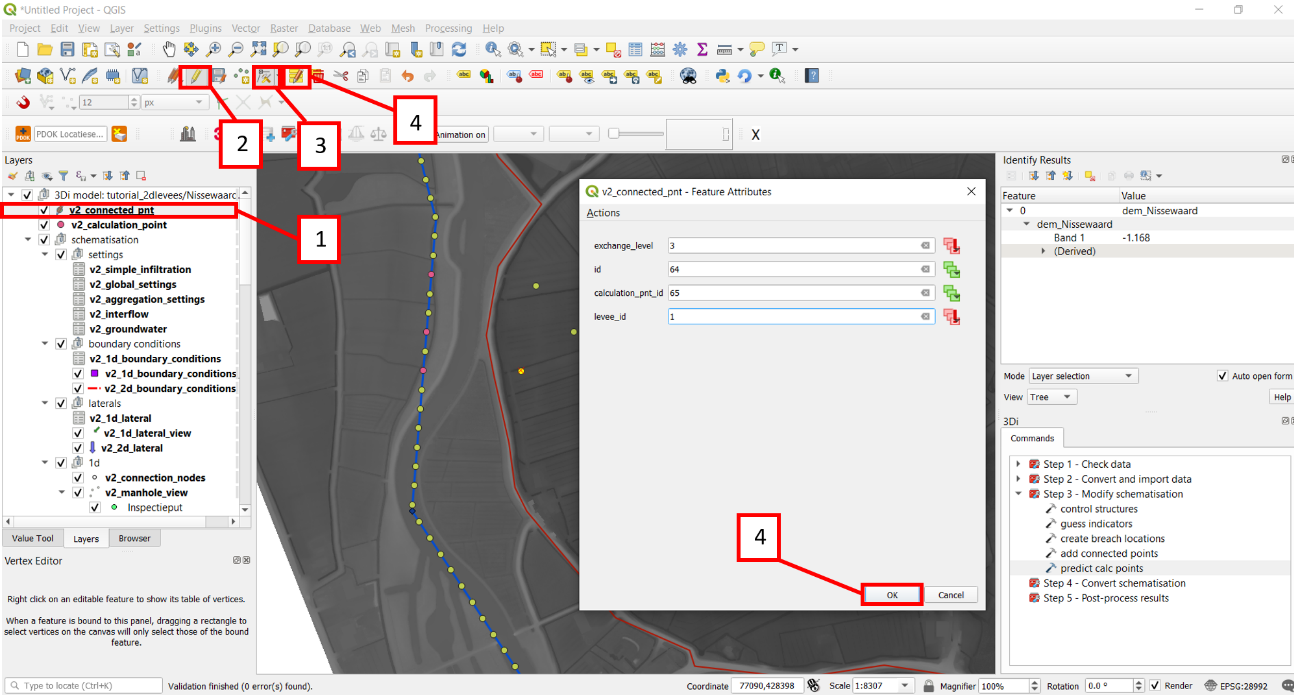 *Untitled Project - QGIS
Project Edit View Layer Settings Plugins Vector Raster Database Web Mesh Processing Help
12 px
PDOK Locatiese...
Animation on
X
2
3
4
1
4
Layers
3Di model: tutorial_2dlevees/Nissewaarc
v2_connected_pnt
v2_calculation_point
schematisation
settings
v2_simple_infiltration
v2_global_settings
v2_aggregation_settings
v2_interflow
v2_groundwater
boundary conditions
v2_1d_boundary_conditions
v2_1d_boundary_conditions
v2_2d_boundary_conditions
laterals
v2_1d_lateral
v2_1d_lateral_view
v2_2d_lateral
1d
v2_connection_nodes
v2_manhole_view
Inspectieput
Value Tool Layers Browser
Vertex Editor
Right click on an editable feature to show its table of vertices.
When a feature is bound to this panel, dragging a rectangle to
select vertices on the canvas will only select those of the bound
feature.
v2_connected_pnt - Feature Attributes
Actions
exchange_level 3
id 64
calculation_pnt_id 65
levee_id 1
OK Cancel
Identify Results
Feature Value
0 dem_Nissewaard
dem_Nissewaard
Band 1 -1.168
(Derived)
Mode Layer selection Auto open form
View Tree Help
3Di
Commands
Step 1 - Check data
Step 2 - Convert and import data
Step 3 - Modify schematisation
control structures
guess indicators
create breach locations
add connected points
predict calc points
Step 4 - Convert schematisation
Step 5 - Post-process results
Type to locate (Ctrl+K) Validation finished (0 error(s) found). Coordinate 77090,428398 Scale 1:8307 Magnifier 100% Rotation 0.0 ° Render EPSG:28992